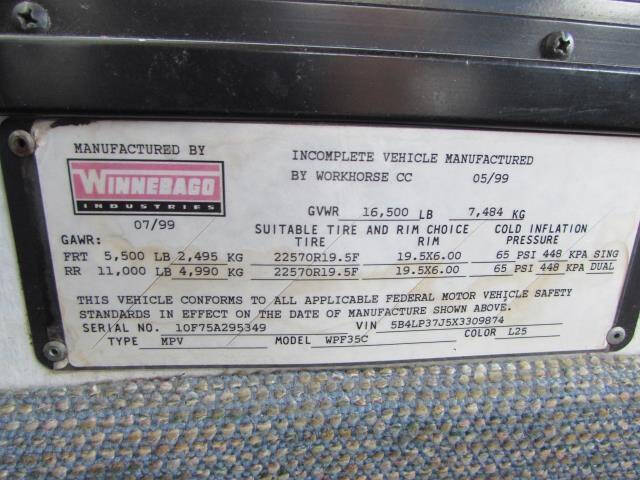 MANUFACTURED BY
WINNEBAGO
INDUSTRIES
07/99
INCOMPLETE VEHICLE MANUFACTURED
BY WORKHORSE CC 05/99
GVWR 16,500 LB 7,484 KG
SUITABLE TIRE AND RIM CHOICE COLD INFLATION
GAWR: TIRE RIM PRESSURE
FRT 5,500 LB 2,495 KG 22570R19.5F 19.5X6.00 65 PSI 448 KPA SING
RR 11,000 LB 4,990 KG 22570R19.5F 19.5X6.00 65 PSI 448 KPA DUAL
THIS VEHICLE CONFORMS TO ALL APPLICABLE FEDERAL MOTOR VEHICLE SAFETY
STANDARDS IN EFFECT ON THE DATE OF MANUFACTURE SHOWN ABOVE.
SERIAL NO. 10F75A295349 VIN 5B4LP37J5X3309874
TYPE MPV MODEL WPF35C COLOR L25